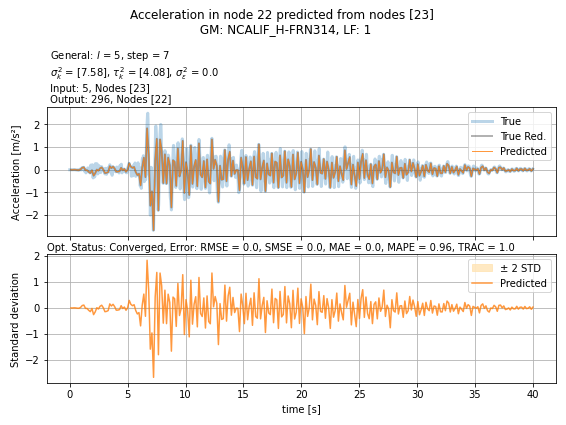 Acceleration in node 22 predicted from nodes [23]
GM: NCALIF_H-FRN314, LF: 1
General: l = 5, step = 7
σ²ₖ = [7.58], τ²ₖ = [4.08], σ²ε = 0.0
Input: 5, Nodes [23]
Output: 296, Nodes [22]
Acceleration [m/s²]
2
1
0
−1
−2
True
True Red.
Predicted
Opt. Status: Converged, Error: RMSE = 0.0, SMSE = 0.0, MAE = 0.0, MAPE = 0.96, TRAC = 1.0
Standard deviation
2
1
0
−1
−2
± 2 STD
Predicted
0 5 10 15 20 25 30 35 40
time [s]